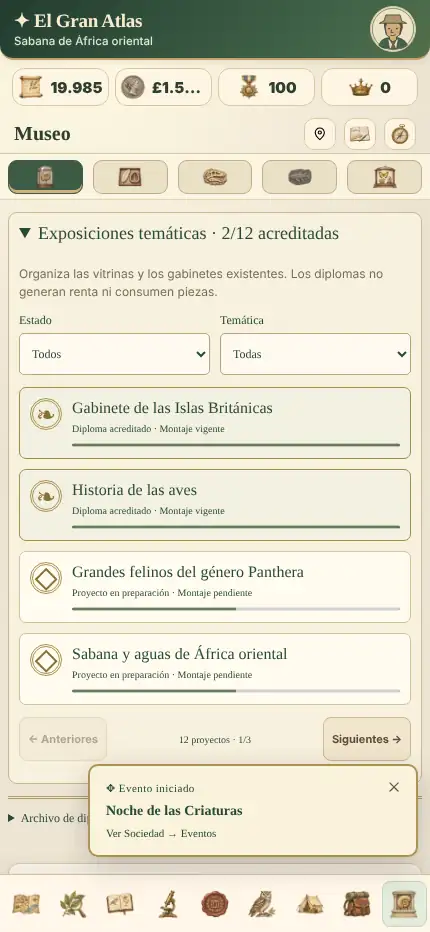 ✦ El Gran Atlas
Sabana de África oriental
19.985
£1.5...
100
0
Museo
▼ Exposiciones temáticas · 2/12 acreditadas
Organiza las vitrinas y los gabinetes existentes. Los diplomas no
generan renta ni consumen piezas.
Estado
Temática
Todos
Todas
Gabinete de las Islas Británicas
Diploma acreditado · Montaje vigente
Historia de las aves
Diploma acreditado · Montaje vigente
Grandes felinos del género Panthera
Proyecto en preparación · Montaje pendiente
Sabana y aguas de África oriental
Proyecto en preparación · Montaje pendiente
← Anteriores
12 proyectos · 1/3
Siguientes →
✥ Evento iniciado
Noche de las Criaturas
Ver Sociedad → Eventos
▶ Archivo de